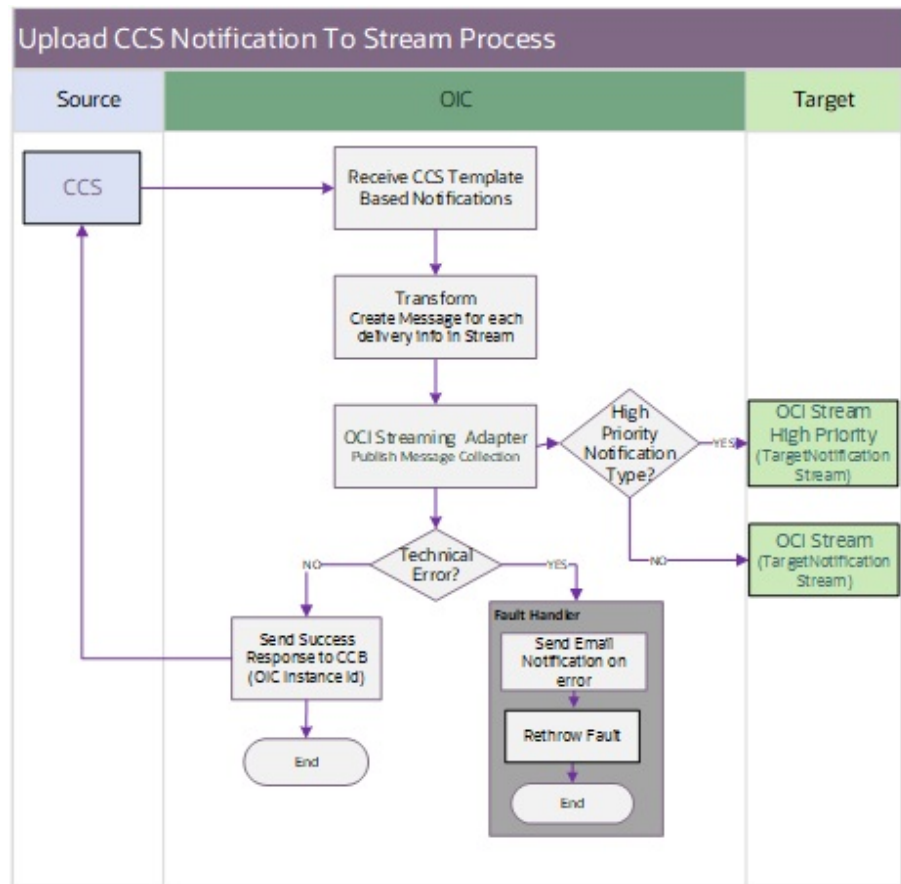 Upload CCS Notification To Stream Process
Source
OIC
Target
CCS
Receive CCS Template
Based Notifications
Transform
Create Message for each
delivery info in Stream
OCI Streaming Adapter
Publish Message Collection
High
Priority
Notification
Type?
YES
OCI Stream
High Priority
(TargetNotification
Stream)
NO
OCI Stream
(TargetNotification
Stream)
Technical
Error?
NO
YES
Send Success
Response to CCB
(OIC Instance Id)
End
Fault Handler
Send Email
Notification on
error
Rethrow Fault
End